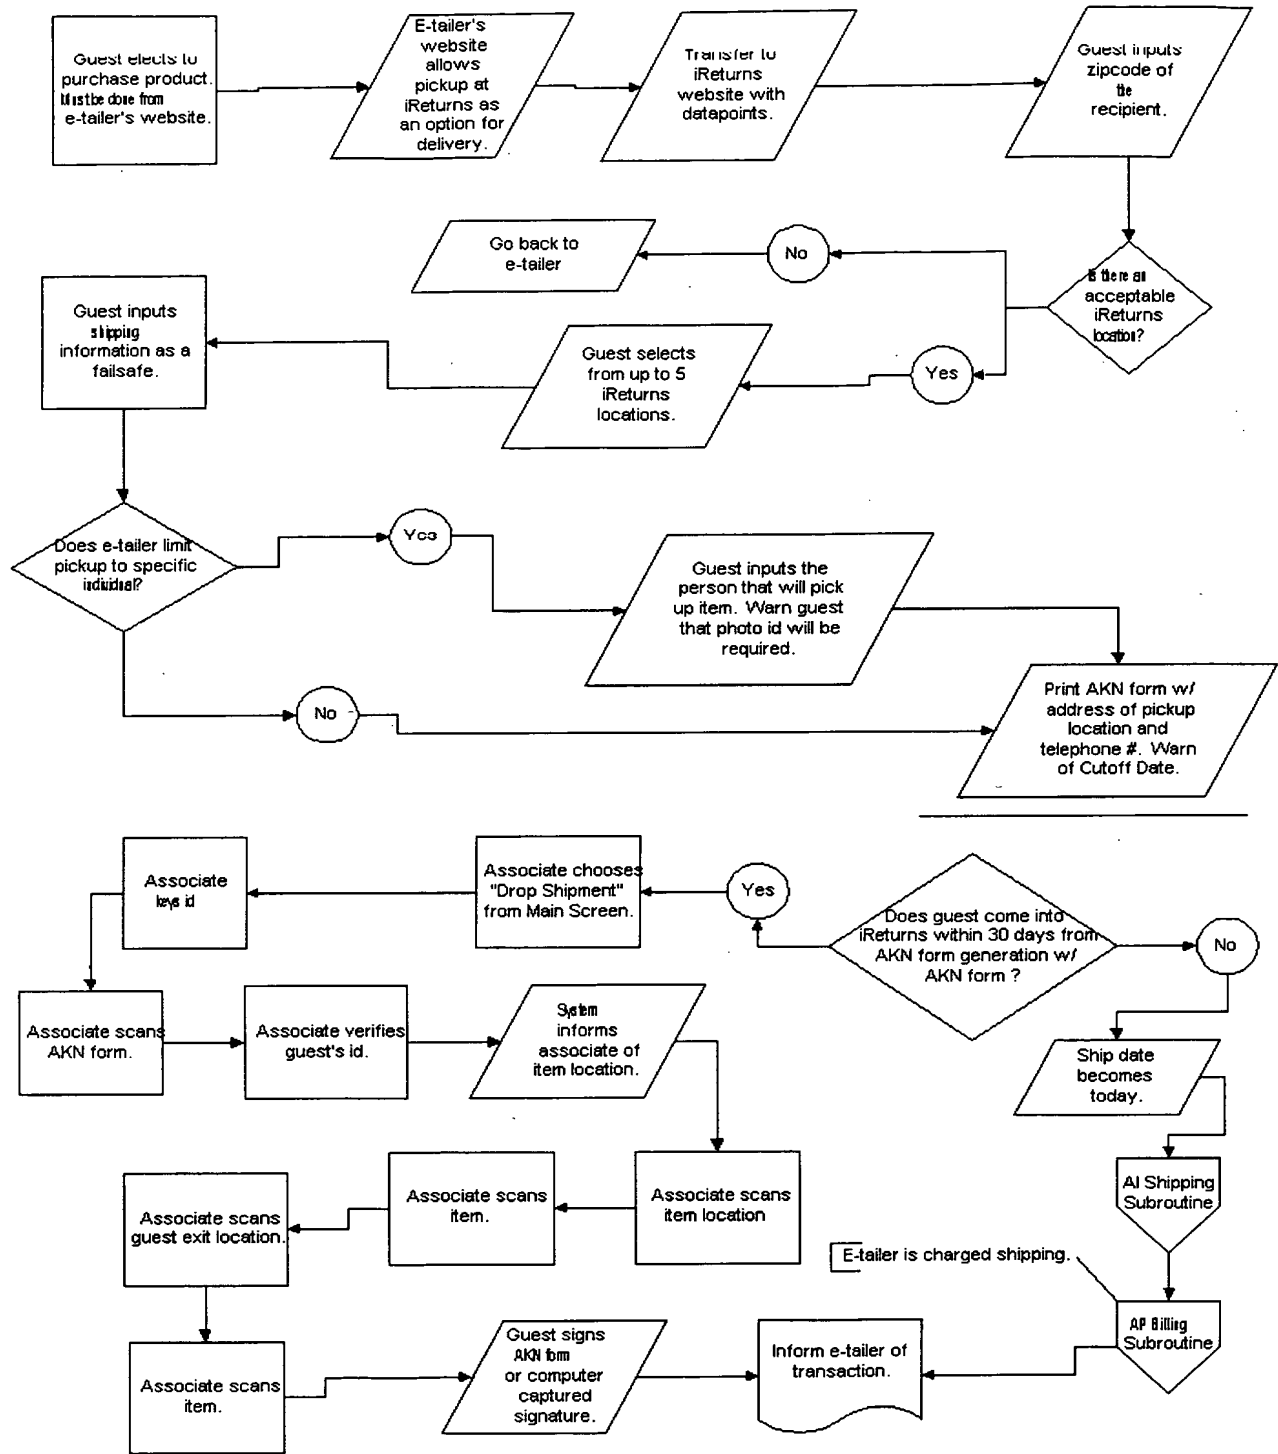 Guest elects to
purchase product.
Must be done from
e-tailer's website.
E-tailer's
website
allows
pickup at
iReturns as
an option for
delivery.
Transfer to
iReturns
website with
datapoints.
Guest inputs
zipcode of
the
recipient.
Is there an
acceptable
iReturns
location?
No
Go back to
e-tailer
Yes
Guest selects
from up to 5
iReturns
locations.
Guest inputs
shipping
information as a
failsafe.
Does e-tailer limit
pickup to specific
individual?
Yes
Guest inputs the
person that will pick
up item. Warn guest
that photo id will be
required.
No
Print AKN form w/
address of pickup
location and
telephone #. Warn
of Cutoff Date.
Does guest come into
iReturns within 30 days from
AKN form generation w/
AKN form ?
Yes
No
Associate chooses
"Drop Shipment"
from Main Screen.
Associate
keys id
Associate scans
AKN form.
Associate verifies
guest's id.
System
informs
associate of
item location.
Ship date
becomes
today.
Associate scans
item location
Associate scans
item.
Associate scans
guest exit location.
AI Shipping
Subroutine
E-tailer is charged shipping.
AP Billing
Subroutine
Associate scans
item.
Guest signs
AKN form
or computer
captured
signature.
Inform e-tailer of
transaction.